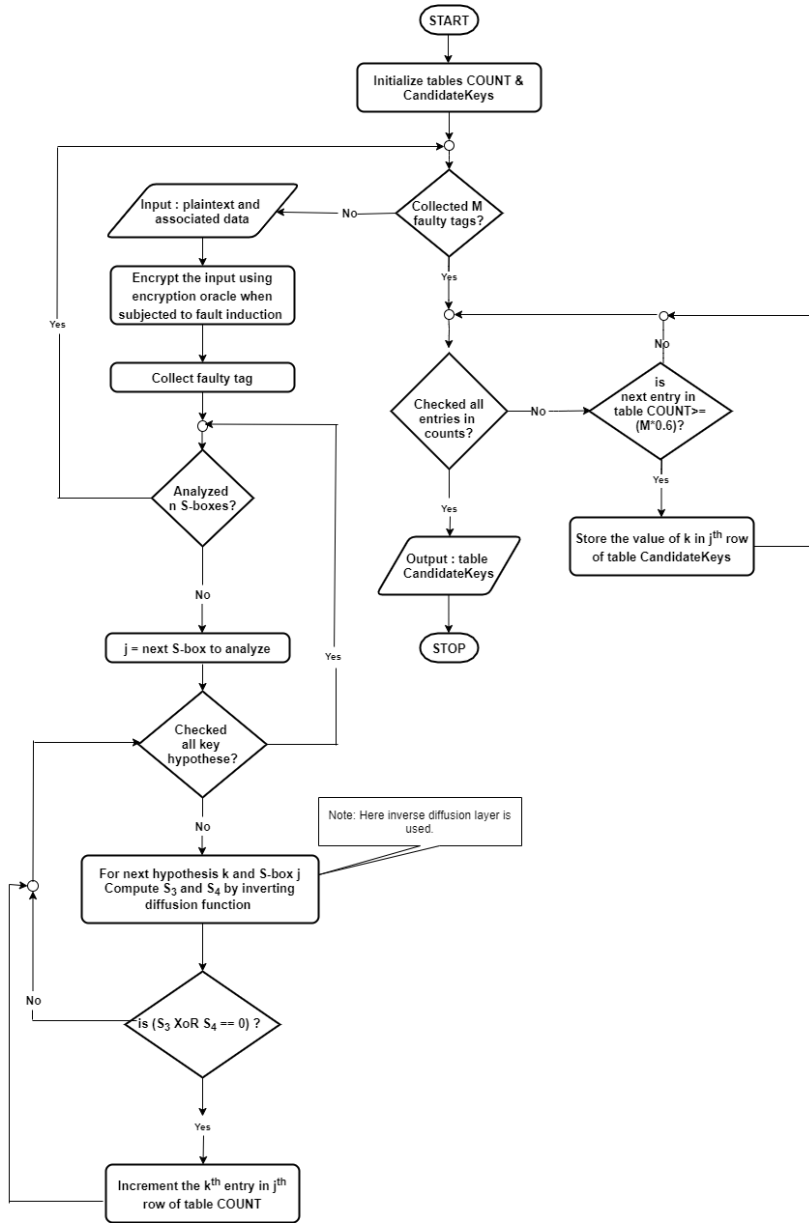 START
Initialize tables COUNT &
CandidateKeys
Collected M
faulty tags?
No
Input : plaintext and
associated data
Encrypt the input using
encryption oracle when
subjected to fault induction
Yes
Collect faulty tag
Yes
Analyzed
n S-boxes?
No
j = next S-box to analyze
Yes
Checked
all key
hypothese?
No
Note: Here inverse diffusion layer is
used.
For next hypothesis k and S-box j
Compute S3 and S4 by inverting
diffusion function
No
is (S3 XoR S4 == 0) ?
Yes
Increment the kth entry in jth
row of table COUNT
Checked all
entries in
counts?
No
No
is
next entry in
table COUNT>=
(M*0.6)?
Yes
Store the value of k in jth row
of table CandidateKeys
Yes
Output : table
CandidateKeys
STOP